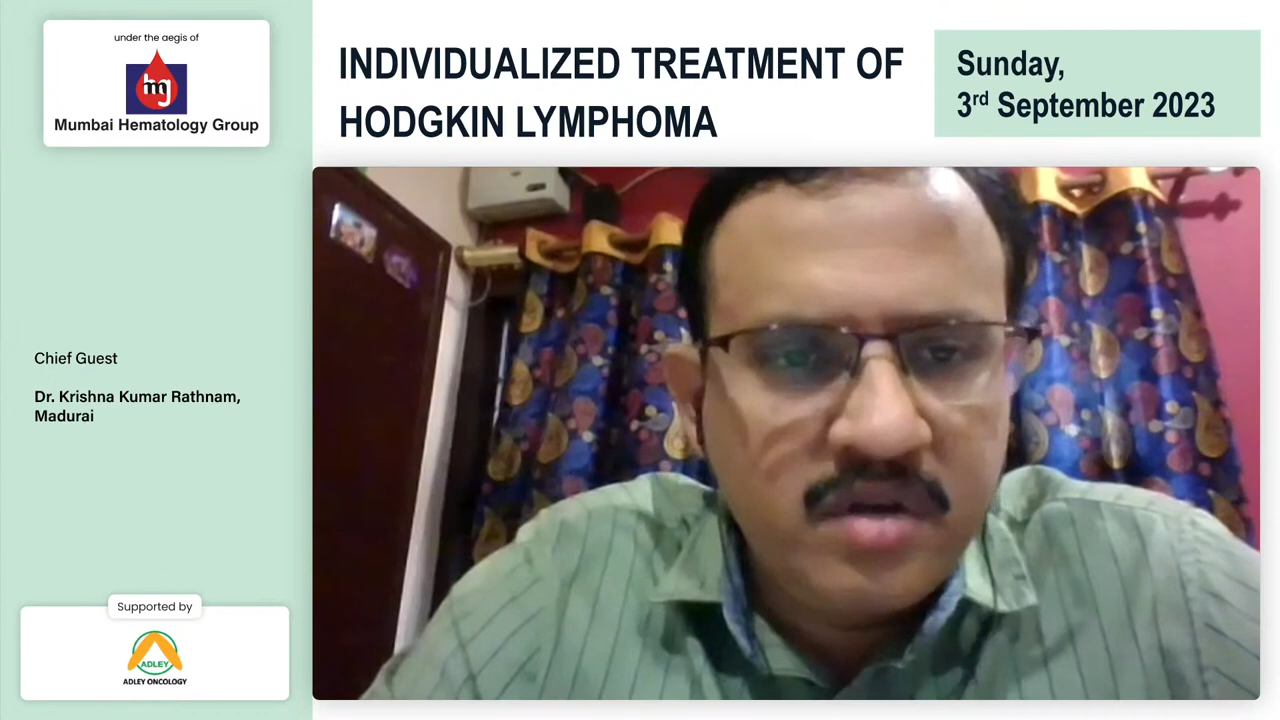 under the aegis of
hmg
Mumbai Hematology Group
INDIVIDUALIZED TREATMENT OF
HODGKIN LYMPHOMA
Sunday,
3rd September 2023
Chief Guest
Dr. Krishna Kumar Rathnam,
Madurai
Supported by
ADLEY
ADLEY ONCOLOGY